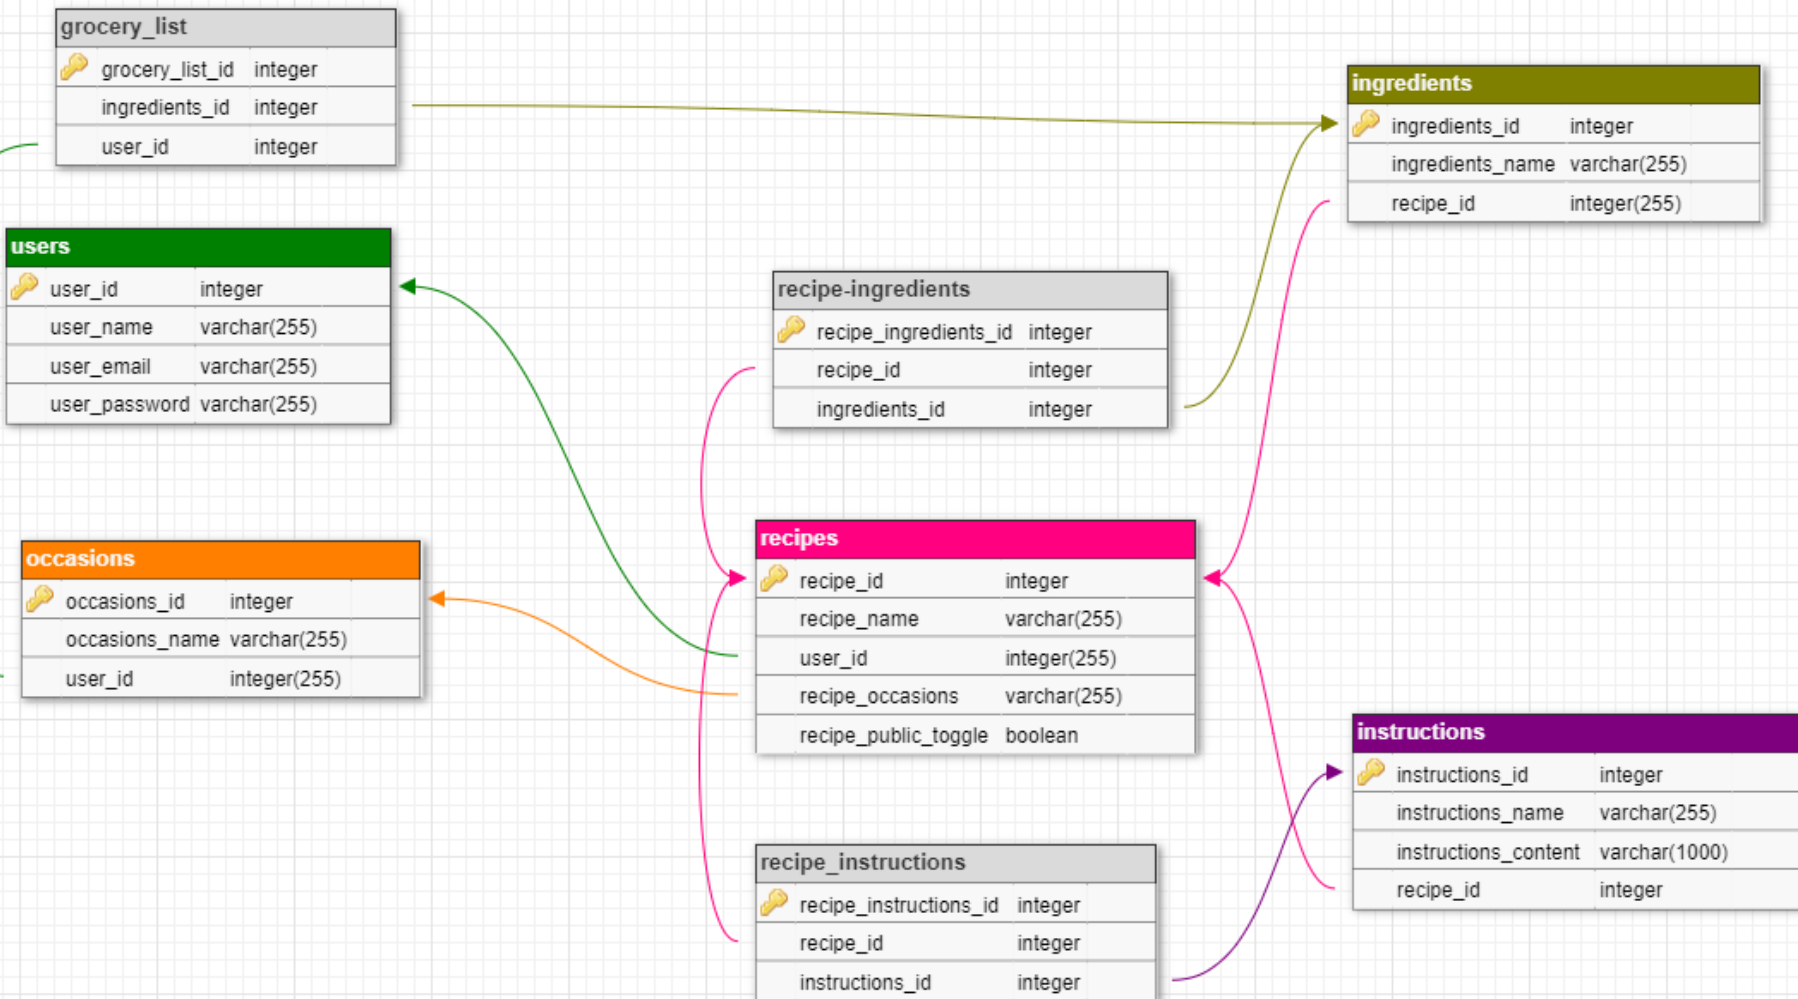 grocery_list
grocery_list_id integer
ingredients_id integer
user_id integer
ingredients
ingredients_id integer
ingredients_name varchar(255)
recipe_id integer(255)
users
user_id integer
user_name varchar(255)
user_email varchar(255)
user_password varchar(255)
recipe-ingredients
recipe_ingredients_id integer
recipe_id integer
ingredients_id integer
occasions
occasions_id integer
occasions_name varchar(255)
user_id integer(255)
recipes
recipe_id integer
recipe_name varchar(255)
user_id integer(255)
recipe_occasions varchar(255)
recipe_public_toggle boolean
instructions
instructions_id integer
instructions_name varchar(255)
instructions_content varchar(1000)
recipe_id integer
recipe_instructions
recipe_instructions_id integer
recipe_id integer
instructions_id integer